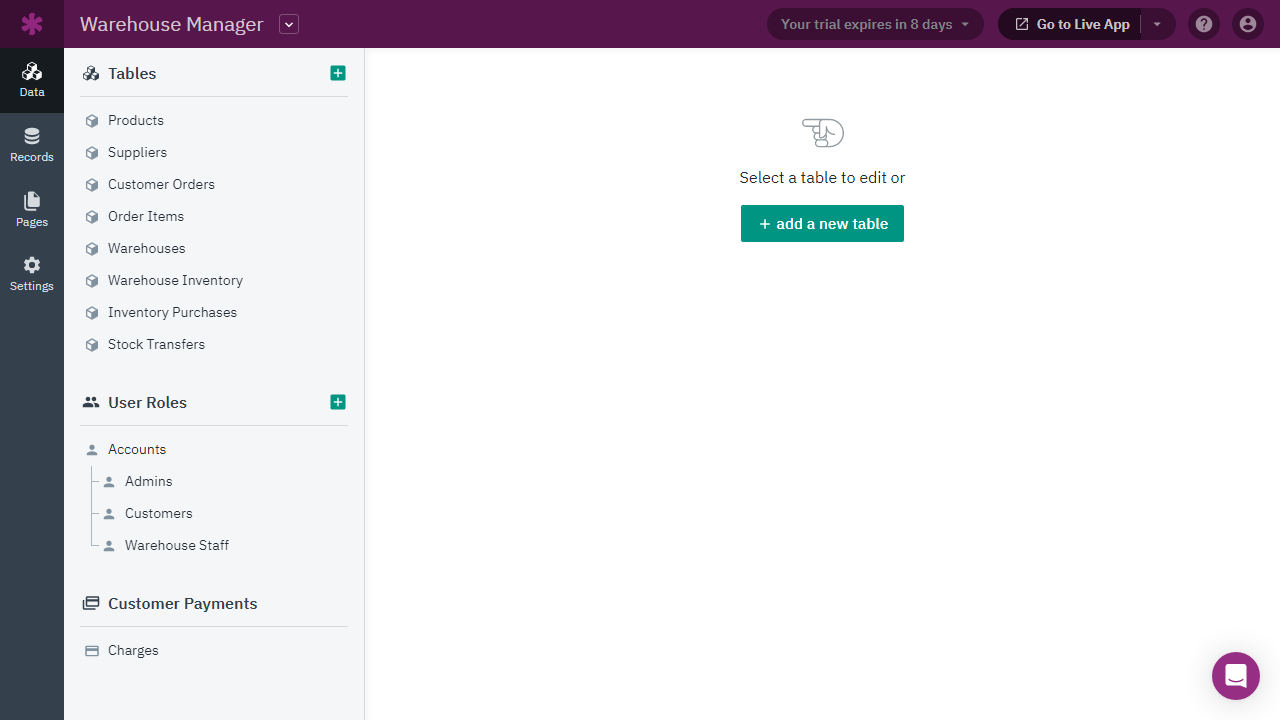 Warehouse Manager
Your trial expires in 8 days
Go to Live App
Data
Records
Pages
Settings
Tables
Products
Suppliers
Customer Orders
Order Items
Warehouses
Warehouse Inventory
Inventory Purchases
Stock Transfers
User Roles
Accounts
Admins
Customers
Warehouse Staff
Customer Payments
Charges
Select a table to edit or
+ add a new table